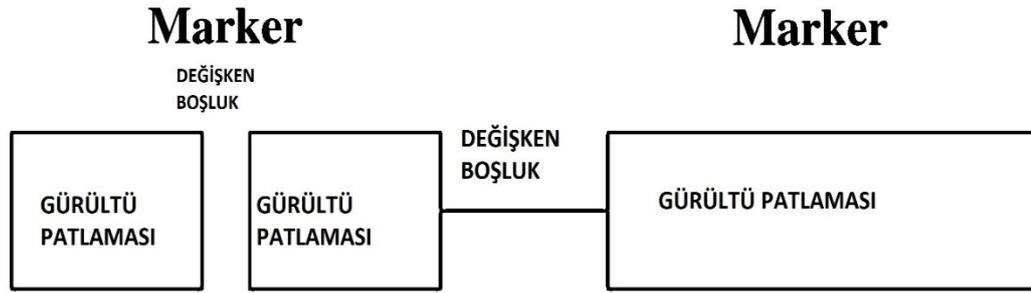 Marker
Marker
DEĞİŞKEN
BOŞLUK
DEĞİŞKEN
BOŞLUK
GÜRÜLTÜ
PATLAMASI
GÜRÜLTÜ
PATLAMASI
GÜRÜLTÜ PATLAMASI